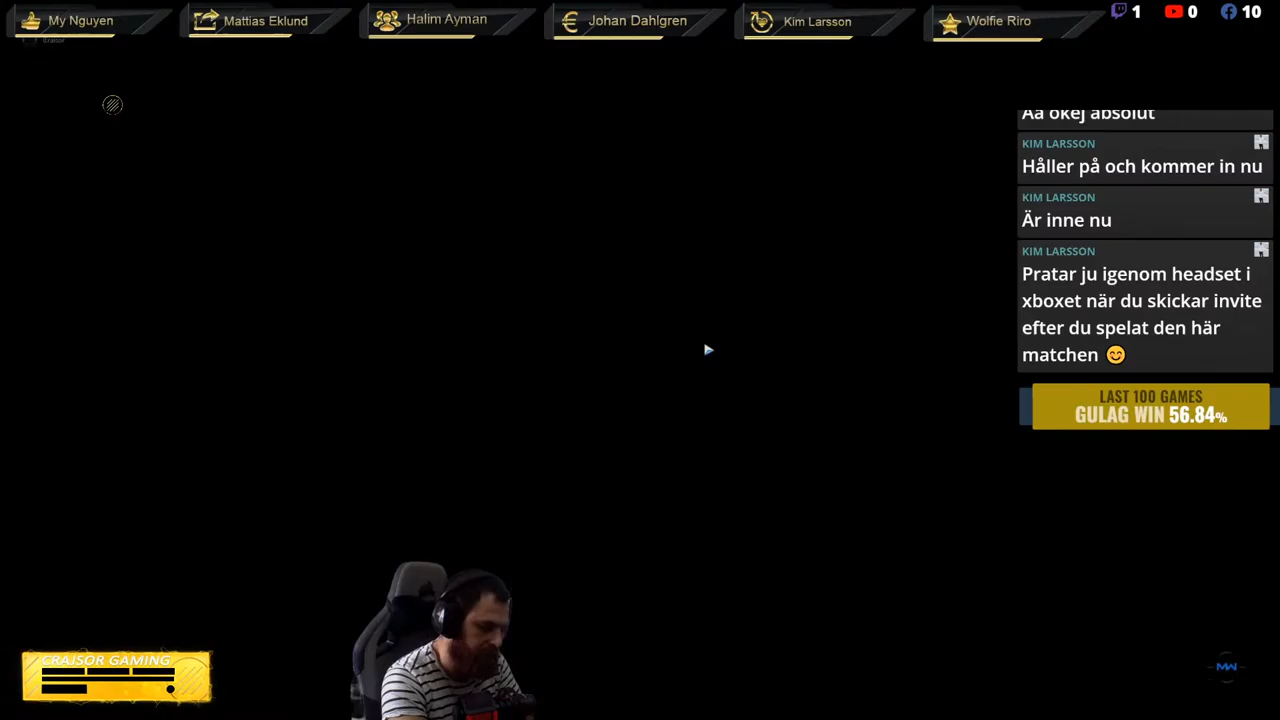 My Nguyen
Mattias Eklund
Halim Ayman
Johan Dahlgren
Kim Larsson
Wolfie Riro
1
0
10
Aa okej absolut
KIM LARSSON
Håller på och kommer in nu
KIM LARSSON
Är inne nu
KIM LARSSON
Pratar ju igenom headset i
xboxet när du skickar invite
efter du spelat den här
matchen 😊
LAST 100 GAMES
GULAG WIN 56.84%
CRAJSOR GAMING
MW